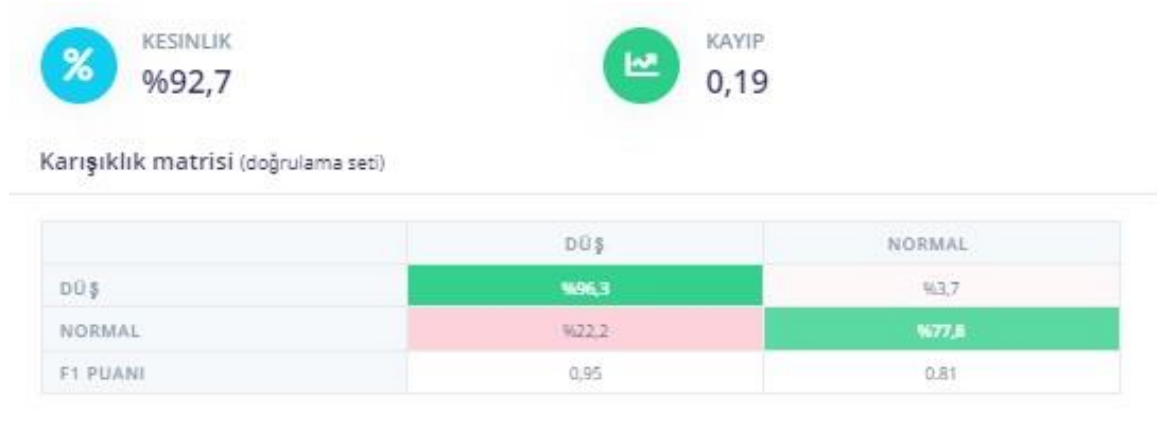 %
KESINLIK
%92,7
KAYIP
0,19
Karışıklık matrisi (doğrulama seti)
DÜŞ NORMAL
DÜŞ %96,3 %3,7
NORMAL %22,2 %77,8
F1 PUANI 0,95 0.81